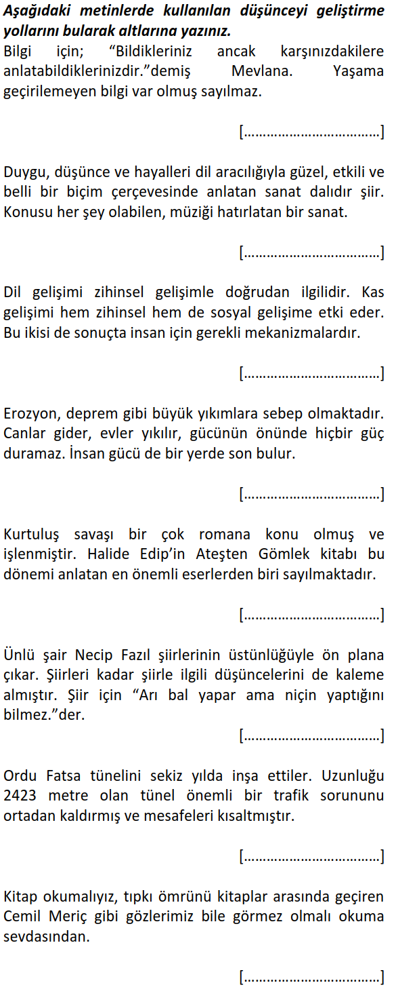 Aşağıdaki metinlerde kullanılan düşünceyi geliştirme
yollarını bularak altlarına yazınız.
Bilgi için; “Bildikleriniz ancak karşınızdakilere
anlatabildiklerinizdir.”demiş Mevlana. Yaşama
geçirilemeyen bilgi var olmuş sayılmaz.
[………………………………]
Duygu, düşünce ve hayalleri dil aracılığıyla güzel, etkili ve
belli bir biçim çerçevesinde anlatan sanat dalıdır şiir.
Konusu her şey olabilen, müziği hatırlatan bir sanat.
[………………………………]
Dil gelişimi zihinsel gelişimle doğrudan ilgilidir. Kas
gelişimi hem zihinsel hem de sosyal gelişime etki eder.
Bu ikisi de sonuçta insan için gerekli mekanizmalardır.
[………………………………]
Erozyon, deprem gibi büyük yıkımlara sebep olmaktadır.
Canlar gider, evler yıkılır, gücünün önünde hiçbir güç
duramaz. İnsan gücü de bir yerde son bulur.
[………………………………]
Kurtuluş savaşı bir çok romana konu olmuş ve
işlenmiştir. Halide Edip’in Ateşten Gömlek kitabı bu
dönemi anlatan en önemli eserlerden biri sayılmaktadır.
[………………………………]
Ünlü şair Necip Fazıl şiirlerinin üstünlüğüyle ön plana
çıkar. Şiirleri kadar şiirle ilgili düşüncelerini de kaleme
almıştır. Şiir için “Arı bal yapar ama niçin yaptığını
bilmez.”der.
[………………………………]
Ordu Fatsa tünelini sekiz yılda inşa ettiler. Uzunluğu
2423 metre olan tünel önemli bir trafik sorununu
ortadan kaldırmış ve mesafeleri kısaltmıştır.
[………………………………]
Kitap okumalıyız, tıpkı ömrünü kitaplar arasında geçiren
Cemil Meriç gibi gözlerimiz bile görmez olmalı okuma
sevdasından.
[………………………………]